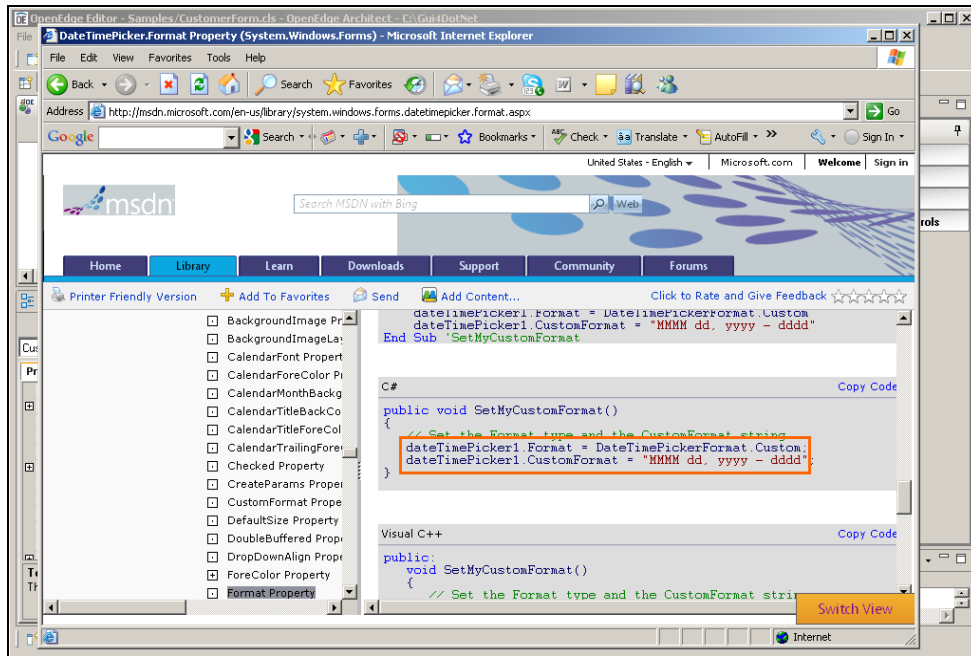 OpenEdge Editor - Samples/CustomerForm.cls - OpenEdge Architect - C:\Gui4DotNet
File
DateTimePicker.Format Property (System.Windows.Forms) - Microsoft Internet Explorer
File Edit View Favorites Tools Help
Back Search Favorites
Address http://msdn.microsoft.com/en-us/library/system.windows.forms.datetimepicker.format.aspx Go
Google Search Bookmarks Check Translate AutoFill Sign In
United States - English Microsoft.com Welcome Sign in
msdn Search MSDN with Bing Web
rols
Home Library Learn Downloads Support Community Forums
Printer Friendly Version Add To Favorites Send Add Content... Click to Rate and Give Feedback
BackgroundImage Pr
BackgroundImageLay
CalendarFont Propert
CalendarForeColor Pr
CalendarMonthBackg
CalendarTitleBackCo
CalendarTitleForeCol
CalendarTrailingFore
Checked Property
CreateParams Proper
CustomFormat Prope
DefaultSize Property
DoubleBuffered Prope
DropDownAlign Prope
ForeColor Property
Format Property
dateTimePicker1.Format = DateTimePickerFormat.Custom
dateTimePicker1.CustomFormat = "MMMM dd, yyyy - dddd"
End Sub 'SetMyCustomFormat
C# Copy Code
public void SetMyCustomFormat()
{
// Set the Format type and the CustomFormat string.
dateTimePicker1.Format = DateTimePickerFormat.Custom;
dateTimePicker1.CustomFormat = "MMMM dd, yyyy - dddd";
}
Visual C++ Copy Code
public:
void SetMyCustomFormat()
{
// Set the Format type and the CustomFormat strin
Switch View
Cus
Pr
Th
Internet